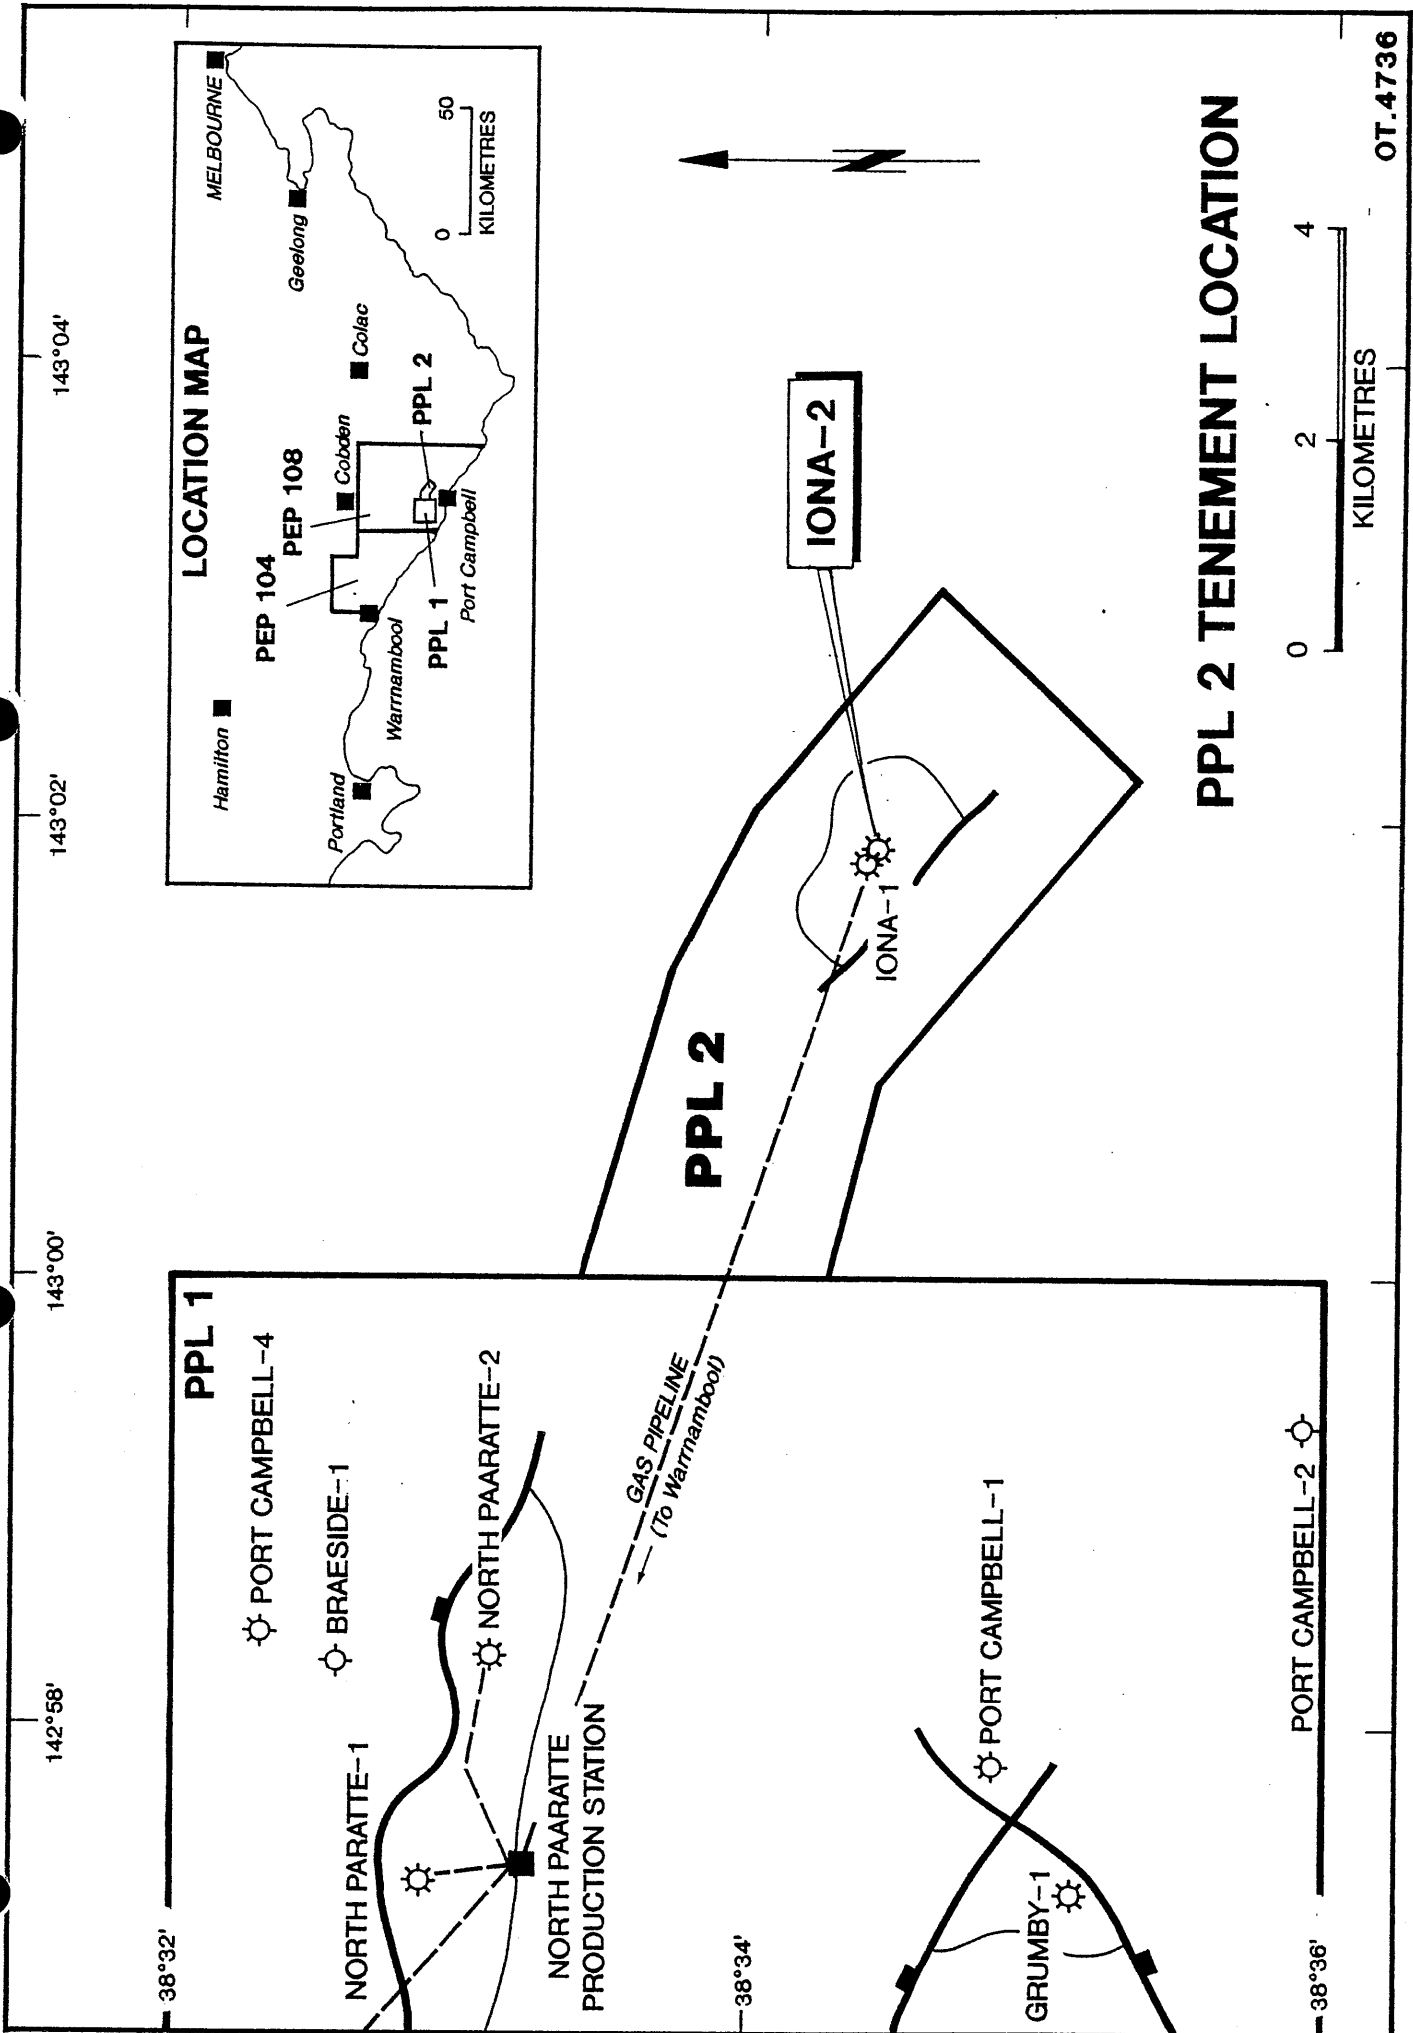 142°58'
143°00'
143°02'
143°04'
38°32'
38°34'
38°36'
LOCATION MAP
Hamilton
MELBOURNE
Geelong
PEP 104
PEP 108
Cobden
Colac
Portland
Warrnambool
PPL 1
Port Campbell
PPL 2
0 50
KILOMETRES
PPL 1
PORT CAMPBELL-4
BRAESIDE-1
NORTH PARATTE-1
NORTH PAARATTE-2
NORTH PAARATTE
PRODUCTION STATION
GAS PIPELINE
(To Warrnambool)
PPL 2
IONA-2
IONA-1
N
PORT CAMPBELL-1
GRUMBY-1
PORT CAMPBELL-2
PPL 2 TENEMENT LOCATION
0 2 4
KILOMETRES
OT.4736